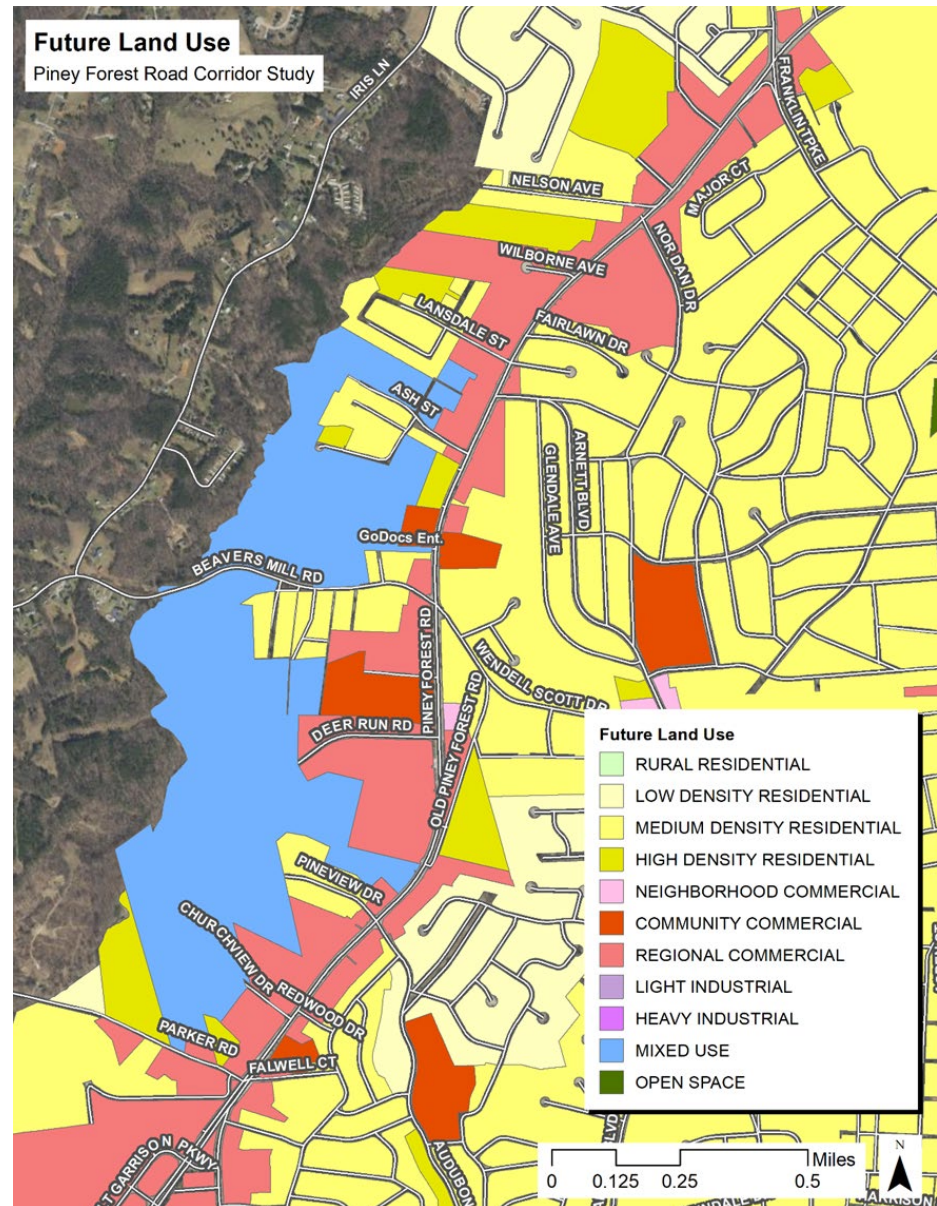 Future Land Use
Piney Forest Road Corridor Study
IRIS LN
FRANKLIN TPKE
NELSON AVE
MAJOR CT
NOR DAN DR
WILBORNE AVE
LANSDALE ST
FAIRLAWN DR
ASH ST
ARNETT BLVD
GLENDALE AVE
GoDocs Ent.
BEAVERS MILL RD
PINEY FOREST RD
WENDELL SCOTT DR
DEER RUN RD
OLD PINEY FOREST RD
PINEVIEW DR
CHURCHVIEW DR
REDWOOD DR
PARKER RD
FALWELL CT
T GARRISON PKWY
AUDUBON
BLVD
Future Land Use
RURAL RESIDENTIAL
LOW DENSITY RESIDENTIAL
MEDIUM DENSITY RESIDENTIAL
HIGH DENSITY RESIDENTIAL
NEIGHBORHOOD COMMERCIAL
COMMUNITY COMMERCIAL
REGIONAL COMMERCIAL
LIGHT INDUSTRIAL
HEAVY INDUSTRIAL
MIXED USE
OPEN SPACE
Miles
0 0.125 0.25 0.5
N